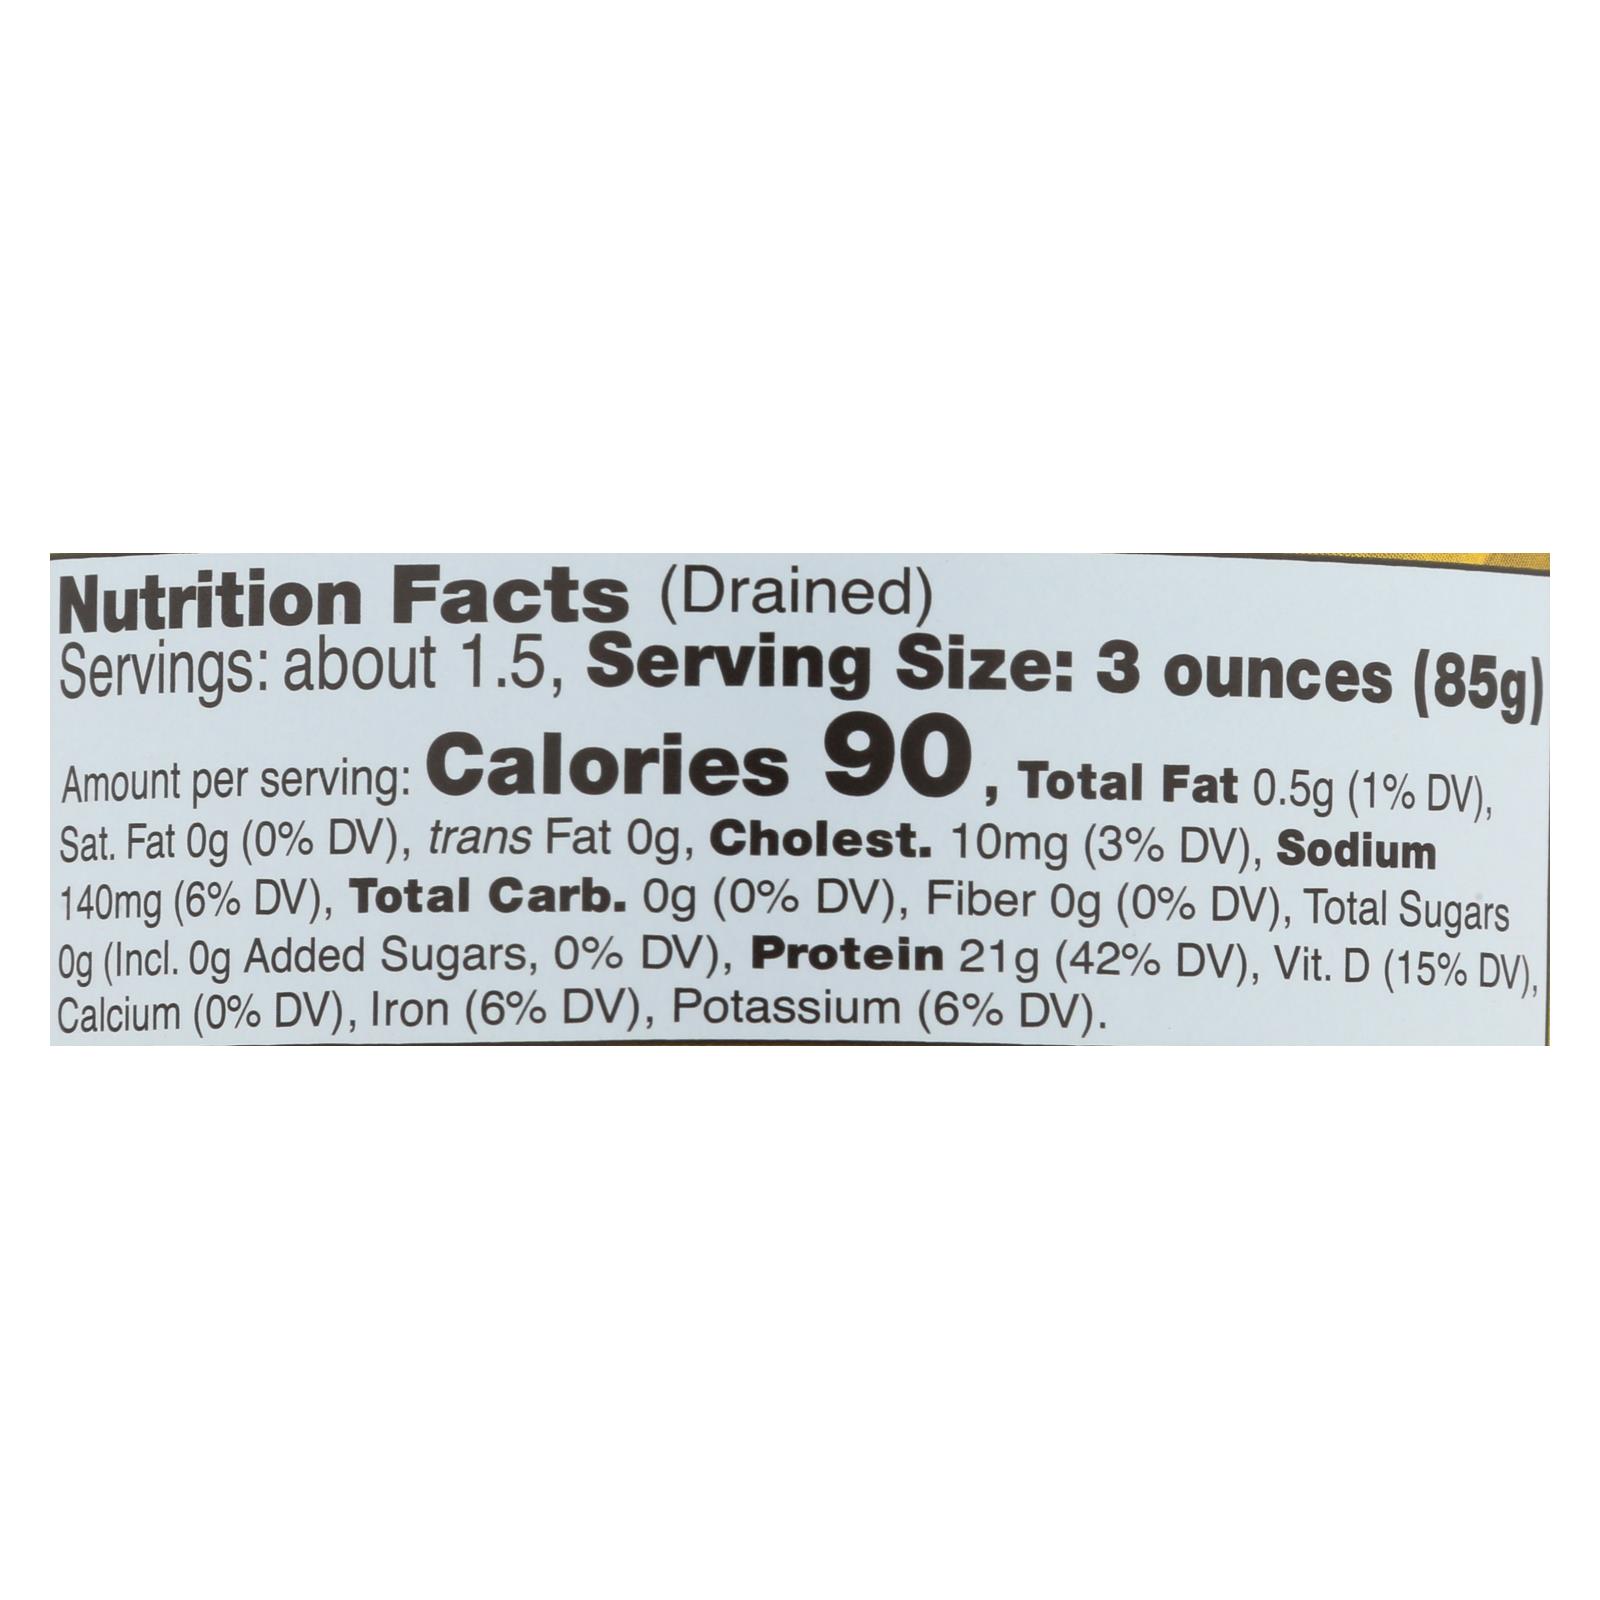 Nutrition Facts (Drained)
Servings: about 1.5, Serving Size: 3 ounces (85g)
Amount per serving: Calories 90, Total Fat 0.5g (1% DV),
Sat. Fat 0g (0% DV), trans Fat 0g, Cholest. 10mg (3% DV), Sodium
140mg (6% DV), Total Carb. 0g (0% DV), Fiber 0g (0% DV), Total Sugars
0g (Incl. 0g Added Sugars, 0% DV), Protein 21g (42% DV), Vit. D (15% DV),
Calcium (0% DV), Iron (6% DV), Potassium (6% DV).